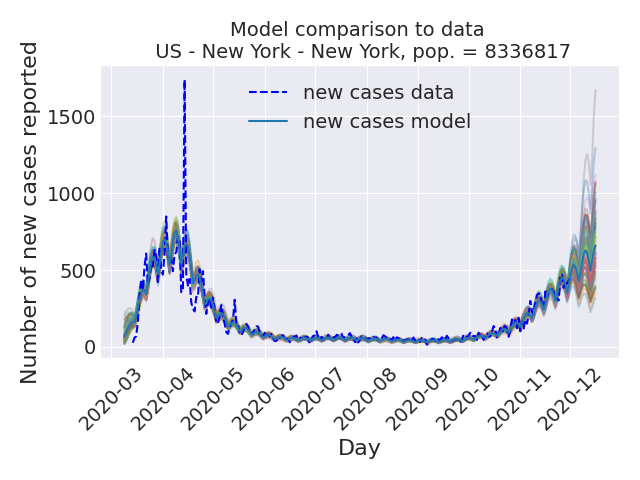 Model comparison to data
US - New York - New York, pop. = 8336817
new cases data
new cases model
Number of new cases reported
1500
1000
500
0
2020-03
2020-04
2020-05
2020-06
2020-07
2020-08
2020-09
2020-10
2020-11
2020-12
Day